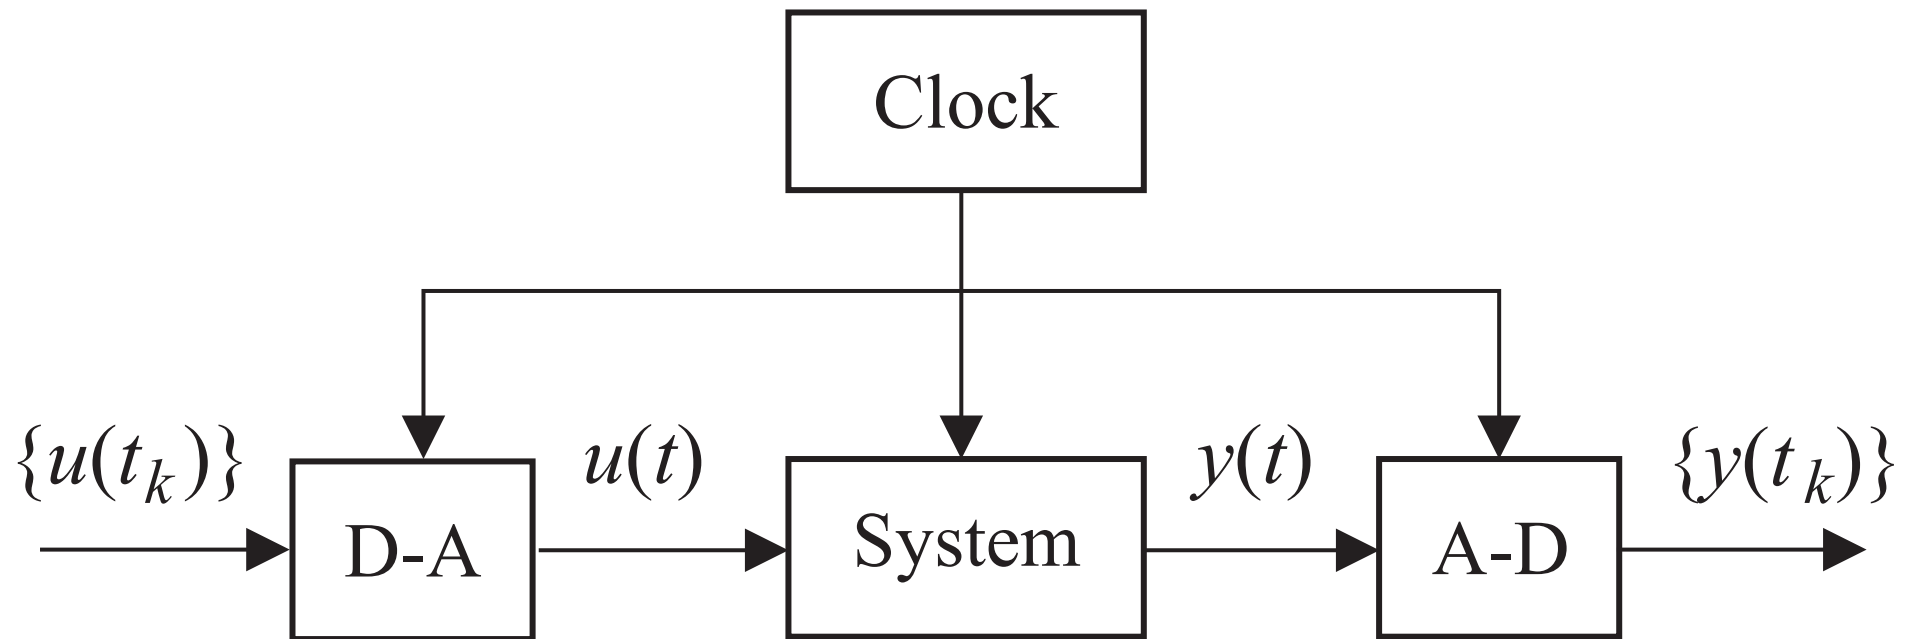 Clock
{u(t_k)}
u(t)
y(t)
{y(t_k)}
D-A
System
A-D